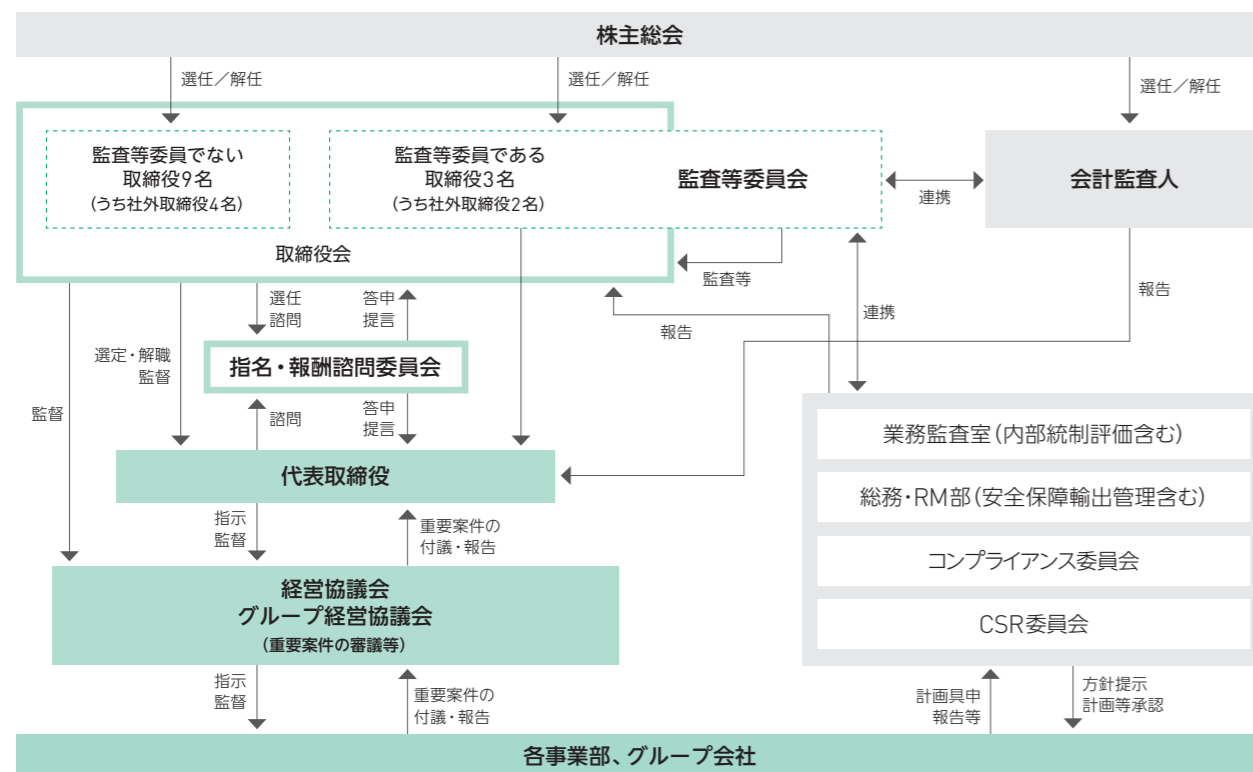 株主総会
選任／解任
選任／解任
選任／解任
監査等委員でない
取締役9名
(うち社外取締役4名)
監査等委員である
取締役3名
(うち社外取締役2名)
監査等委員会
連携
会計監査人
取締役会
監査等
選任
諮問
答申
提言
報告
連携
報告
選定・解職
監督
指名・報酬諮問委員会
監督
諮問
答申
提言
代表取締役
業務監査室(内部統制評価含む)
総務・RM部(安全保障輸出管理含む)
コンプライアンス委員会
CSR委員会
指示
監督
重要案件の
付議・報告
経営協議会
グループ経営協議会
(重要案件の審議等)
指示
監督
重要案件の
付議・報告
計画具申
報告等
方針提示
計画等承認
各事業部、グループ会社